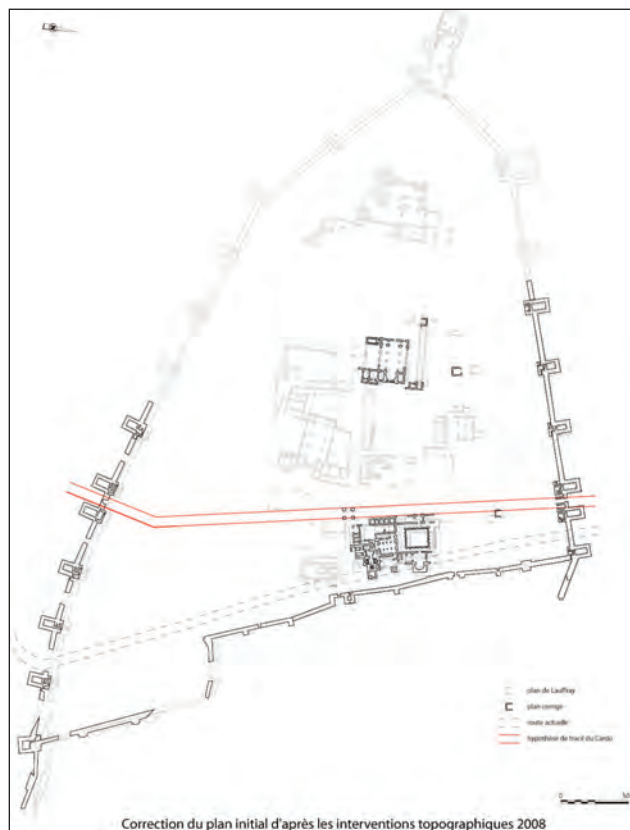 plan de Lauffray
plan corrigé
route actuelle
hypothèse de tracé du Cardo
0
Correction du plan initial d'après les interventions topographiques 2008